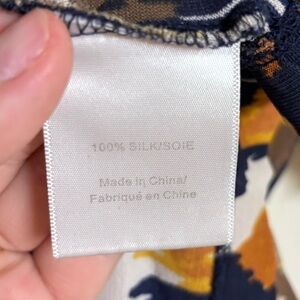 100% SILK/SOIE
Made in China/
Fabriqué en Chine